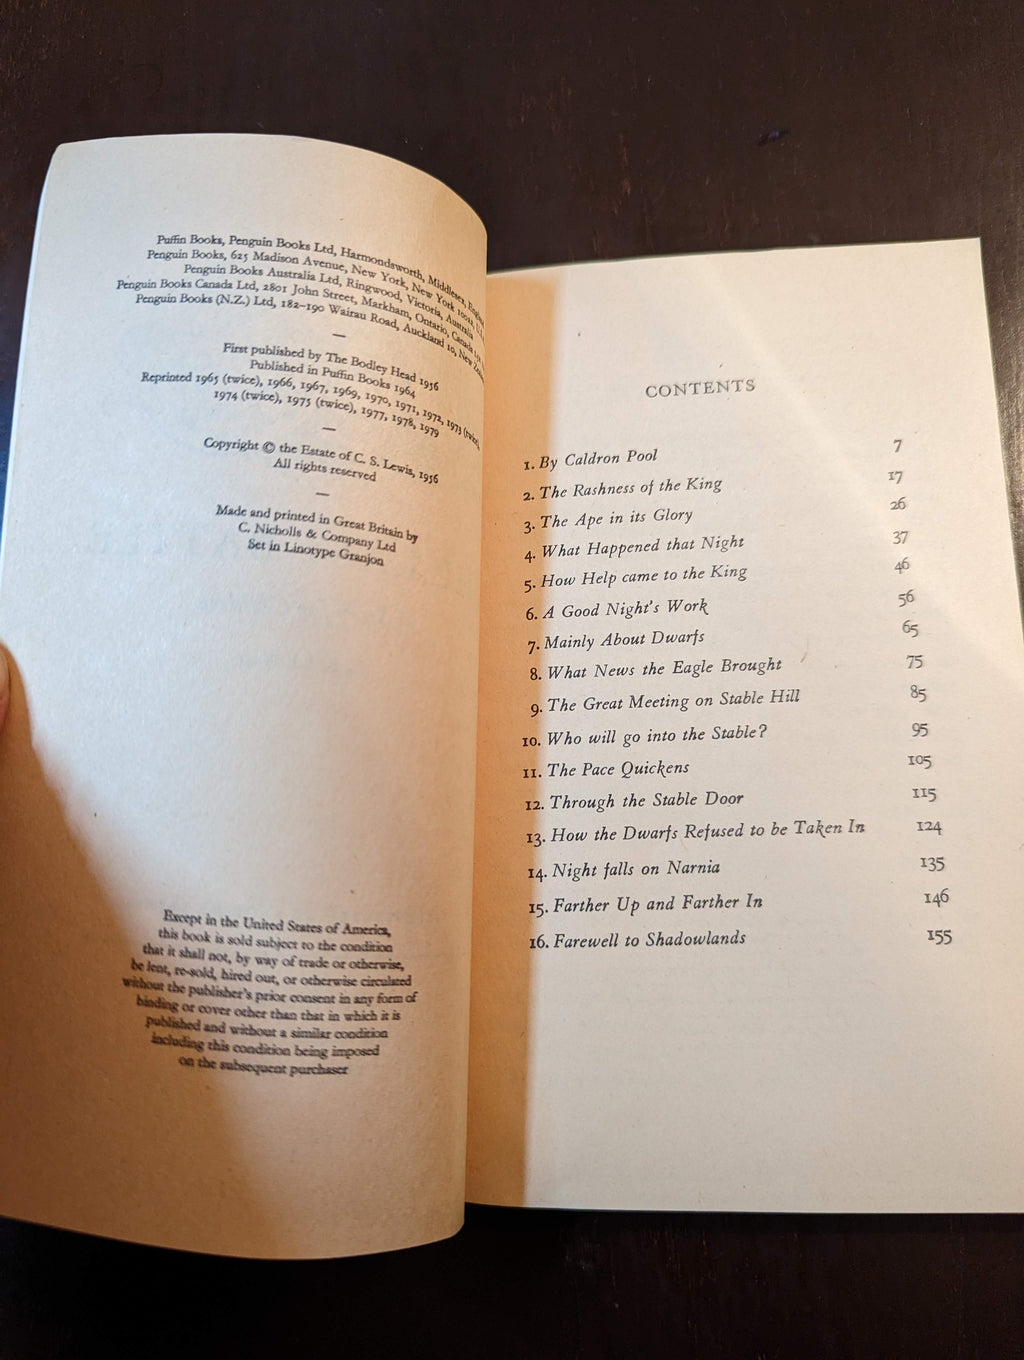 Puffin Books, Penguin Books Ltd, Harmondsworth, Middlesex, England
Penguin Books, 625 Madison Avenue, New York, New York 10022, U.S.A.
Penguin Books Australia Ltd, Ringwood, Victoria, Australia
Penguin Books Canada Ltd, 2801 John Street, Markham, Ontario, Canada
Penguin Books (N.Z.) Ltd, 182–190 Wairau Road, Auckland 10, New Zealand
—
First published by The Bodley Head 1956
Published in Puffin Books 1964
Reprinted 1965 (twice), 1966, 1967, 1969, 1970, 1971, 1972, 1973 (twice),
1974 (twice), 1975 (twice), 1977, 1978, 1979
—
Copyright © the Estate of C. S. Lewis, 1956
All rights reserved
—
Made and printed in Great Britain by
C. Nicholls & Company Ltd
Set in Linotype Granjon
Except in the United States of America,
this book is sold subject to the condition
that it shall not, by way of trade or otherwise,
be lent, re-sold, hired out, or otherwise circulated
without the publisher's prior consent in any form of
binding or cover other than that in which it is
published and without a similar condition
including this condition being imposed
on the subsequent purchaser
CONTENTS
1. By Caldron Pool 7
2. The Rashness of the King 17
3. The Ape in its Glory 26
4. What Happened that Night 37
5. How Help came to the King 46
6. A Good Night's Work 56
7. Mainly About Dwarfs 65
8. What News the Eagle Brought 75
9. The Great Meeting on Stable Hill 85
10. Who will go into the Stable? 95
11. The Pace Quickens 105
12. Through the Stable Door 115
13. How the Dwarfs Refused to be Taken In 124
14. Night falls on Narnia 135
15. Farther Up and Farther In 146
16. Farewell to Shadowlands 155